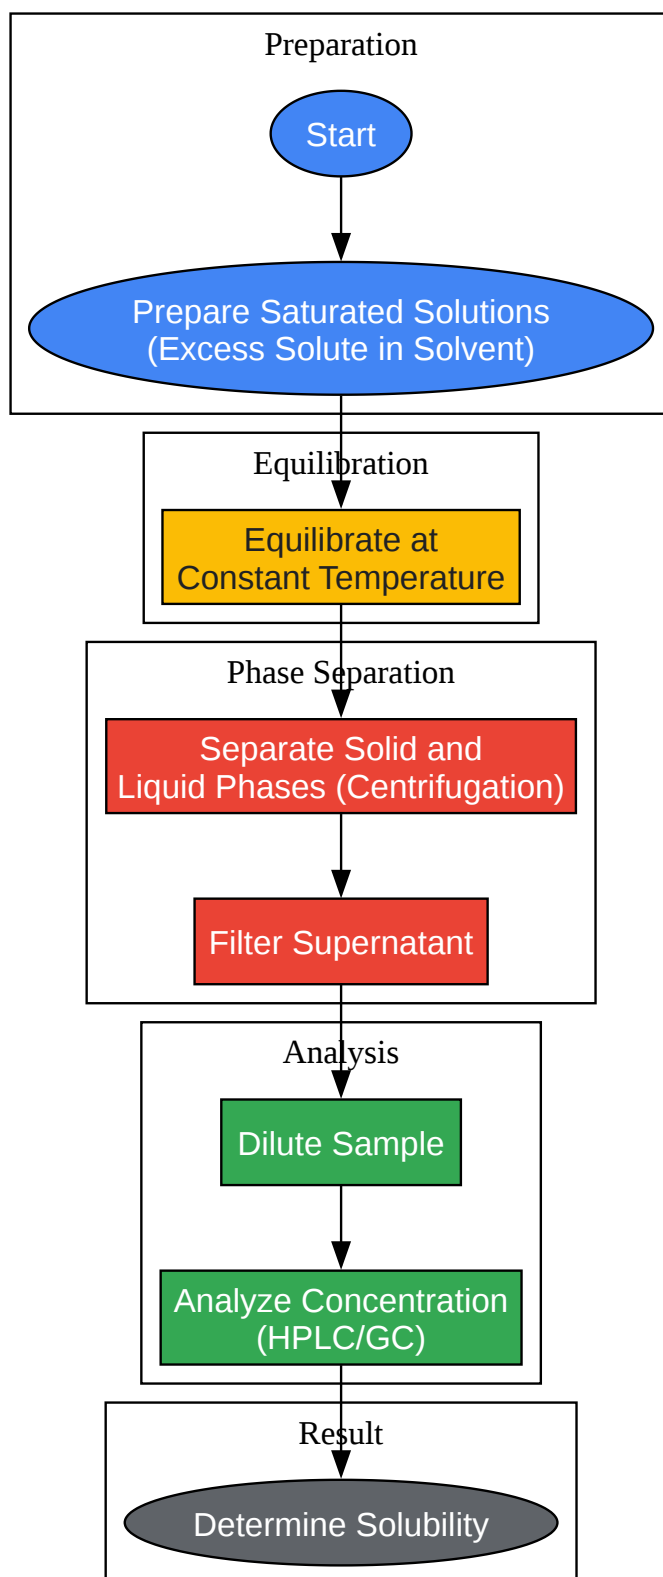 Preparation
Start
Prepare Saturated Solutions
(Excess Solute in Solvent)
Equilibration
Equilibrate at
Constant Temperature
Phase Separation
Separate Solid and
Liquid Phases (Centrifugation)
Filter Supernatant
Analysis
Dilute Sample
Analyze Concentration
(HPLC/GC)
Result
Determine Solubility